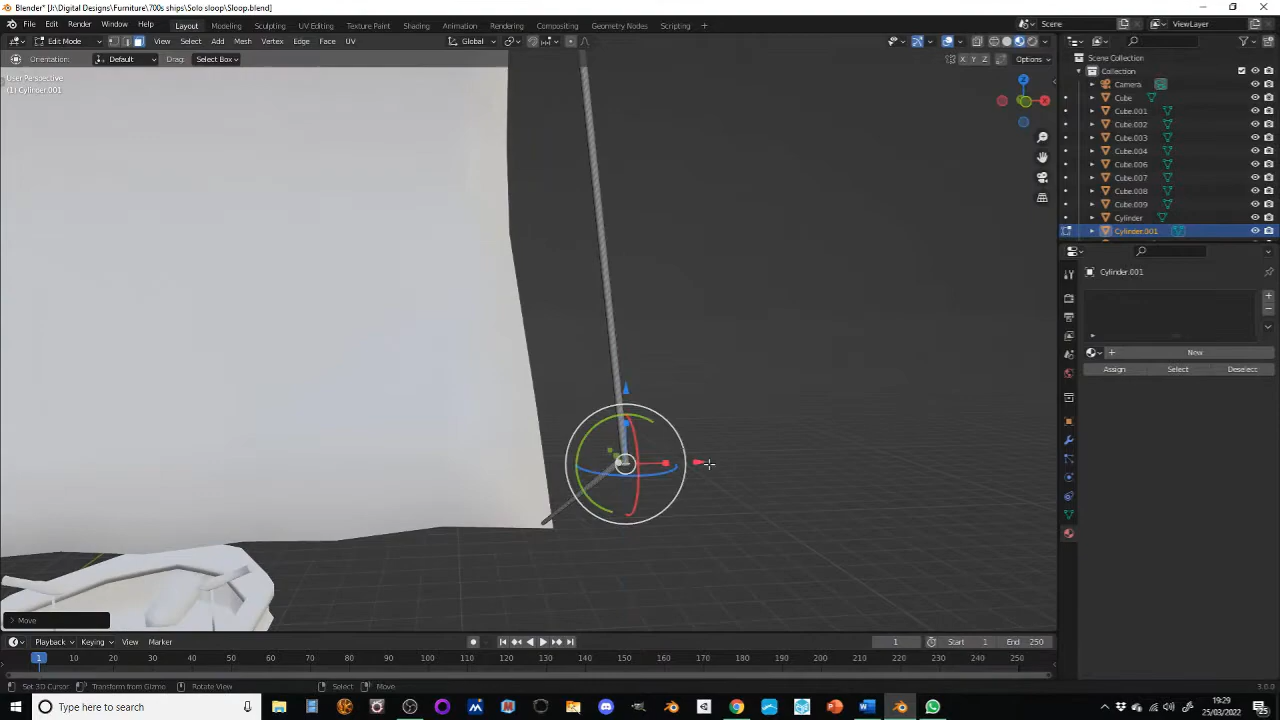 Blender* [J:\Digital Designs\Furniture\700s ships\Solo sloop\Sloop.blend]
File Edit Render Window Help Layout Modeling Sculpting UV Editing Texture Paint Shading Animation Rendering Compositing Geometry Nodes Scripting + Scene ViewLayer
Edit Mode View Select Add Mesh Vertex Edge Face UV Global
Orientation: Default Drag: Select Box X Y Z Options
User Perspective
(1) Cylinder.001
Z
X
Scene Collection
Collection
Camera
Cube
Cube.001
Cube.002
Cube.003
Cube.004
Cube.006
Cube.007
Cube.008
Cube.009
Cylinder
Cylinder.001
Cylinder.001
New
Assign Select Deselect
Move
Playback Keying View Marker 1 Start 1 End 250
1 10 20 30 40 50 60 70 80 90 100 110 120 130 140 150 160 170 180 190 200 210 220 230 240 250
Set 3D Cursor Transform from Gizmo Rotate View Select Move 3.0.0
Type here to search
19:29
25/03/2022